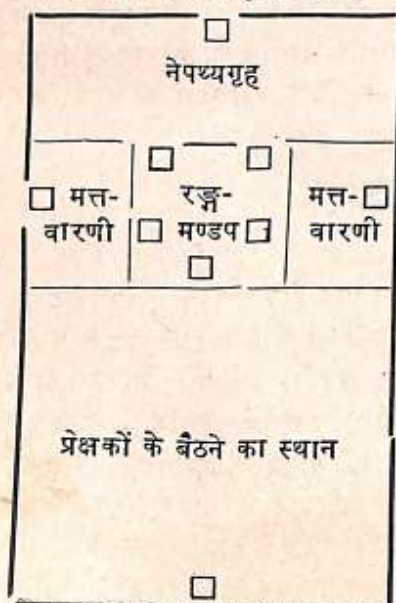 नेपथ्यगृह
मत्त- रङ्ग- मत्त-
वारणी मण्डप वारणी
प्रेक्षकों के बैठने का स्थान